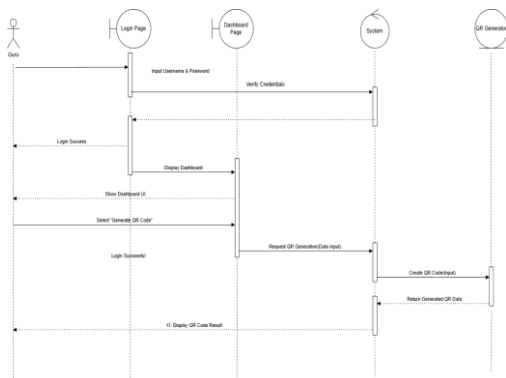 Login Page
Dashboard
Page
System
QR Generator
Guru
Input Username & Password
Verify Credentials
Login Success
Display Dashboard
Show Dashboard UI
Select "Generate QR Code"
Request QR Generation(Data Input)
Login Successful
Create QR Code(Input)
Return Generated QR Data
11. Display QR Code Result